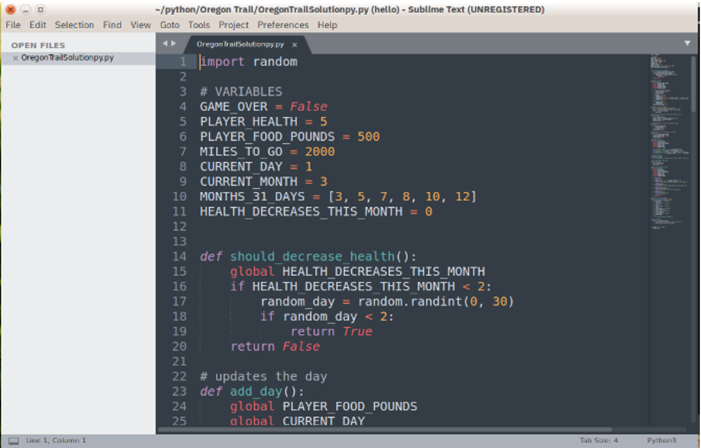 ~/python/Oregon Trail/OregonTrailSolutionpy.py (hello) - Sublime Text (UNREGISTERED)
File Edit Selection Find View Goto Tools Project Preferences Help
OPEN FILES
× OregonTrailSolutionpy.py
OregonTrailSolutionpy.py ×
1 import random
2
3 # VARIABLES
4 GAME_OVER = False
5 PLAYER_HEALTH = 5
6 PLAYER_FOOD_POUNDS = 500
7 MILES_TO_GO = 2000
8 CURRENT_DAY = 1
9 CURRENT_MONTH = 3
10 MONTHS_31_DAYS = [3, 5, 7, 8, 10, 12]
11 HEALTH_DECREASES_THIS_MONTH = 0
12
13
14 def should_decrease_health():
15     global HEALTH_DECREASES_THIS_MONTH
16     if HEALTH_DECREASES_THIS_MONTH < 2:
17         random_day = random.randint(0, 30)
18         if random_day < 2:
19             return True
20     return False
21
22 # updates the day
23 def add_day():
24     global PLAYER_FOOD_POUNDS
25     global CURRENT_DAY
Line 1, Column 1 Tab Size: 4 Python3